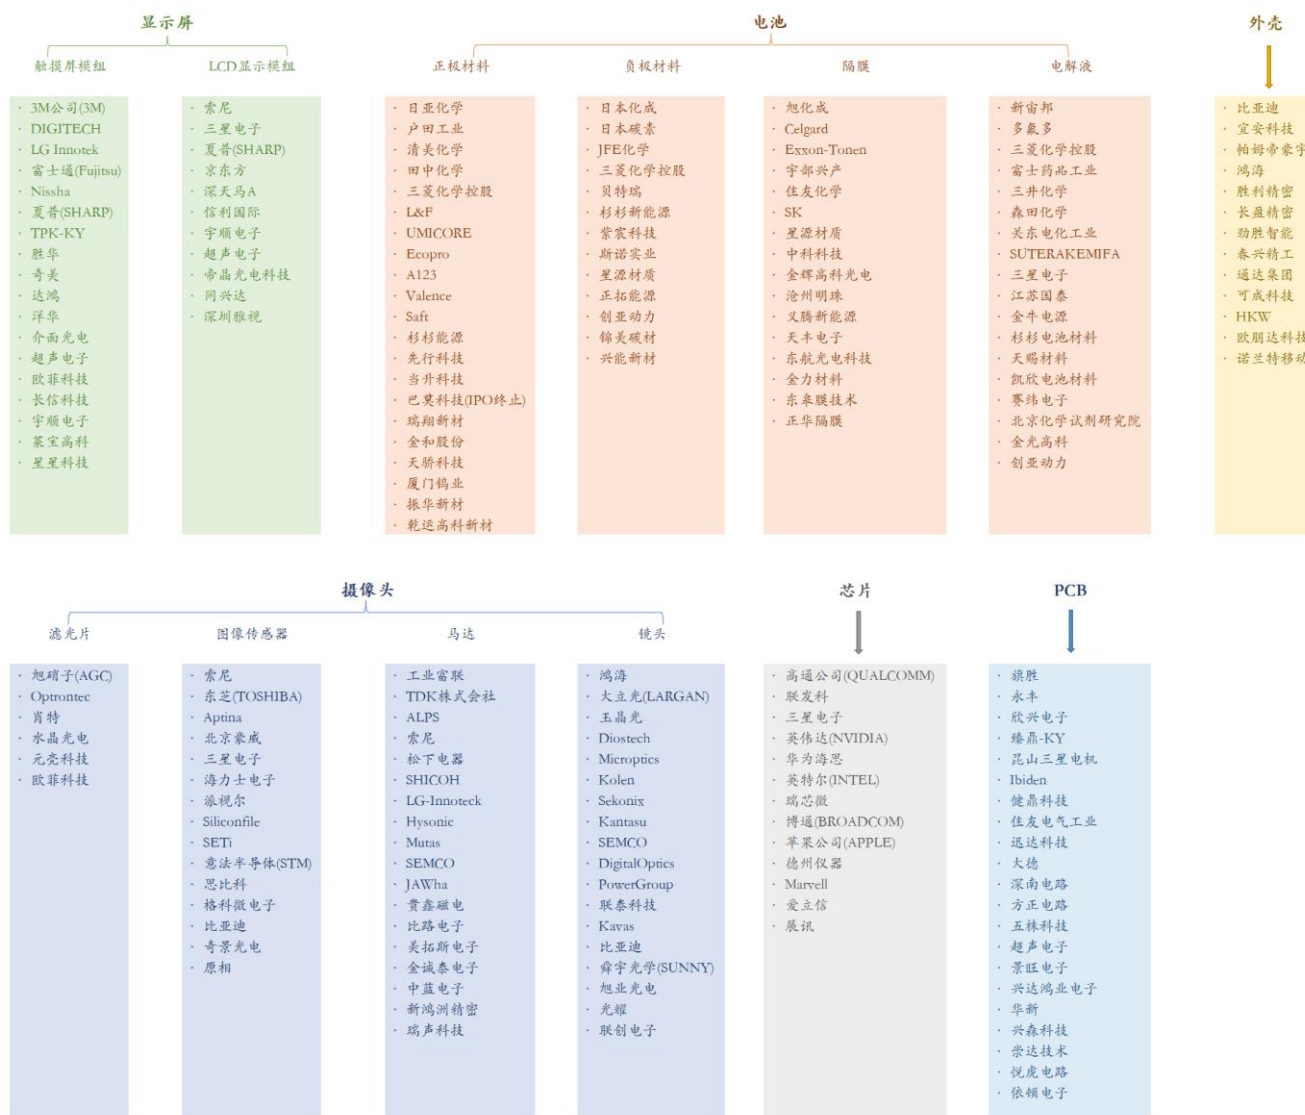 显示屏
触摸屏模组
· 3M公司(3M)
· DIGITECH
· LG Innotek
· 富士通(Fujitsu)
· Nissha
· 夏普(SHARP)
· TPK-KY
· 胜华
· 奇美
· 达鸿
· 洋华
· 介面光电
· 超声电子
· 欧菲科技
· 长信科技
· 宇顺电子
· 莱宝高科
· 星星科技
LCD显示模组
· 索尼
· 三星电子
· 夏普(SHARP)
· 京东方
· 深天马A
· 信利国际
· 宇顺电子
· 超声电子
· 帝晶光电科技
· 同兴达
· 深圳雅视
电池
正极材料
· 日亚化学
· 户田工业
· 清美化学
· 田中化学
· 三菱化学控股
· L&F
· UMICORE
· Ecopro
· A123
· Valence
· Saft
· 杉杉能源
· 先行科技
· 当升科技
· 巴莫科技(IPO终止)
· 瑞翔新材
· 金和股份
· 天骄科技
· 厦门钨业
· 振华新材
· 乾运高科新材
负极材料
· 日本化成
· 日本碳素
· JFE化学
· 三菱化学控股
· 贝特瑞
· 杉杉新能源
· 紫宸科技
· 斯诺实业
· 星源材质
· 正拓能源
· 创亚动力
· 锦美碳材
· 兴能新材
隔膜
· 旭化成
· Celgard
· Exxon-Tonen
· 宇部兴产
· 住友化学
· SK
· 星源材质
· 中科科技
· 金辉高科光电
· 沧州明珠
· 义腾新能源
· 天丰电子
· 东航光电科技
· 金力材料
· 东皋膜技术
· 正华隔膜
电解液
· 新宙邦
· 多氟多
· 三菱化学控股
· 富士药品工业
· 三井化学
· 森田化学
· 关东电化工业
· SUTERAKEMIFA
· 三星电子
· 江苏国泰
· 金牛电源
· 杉杉电池材料
· 天赐材料
· 凯欣电池材料
· 赛纬电子
· 北京化学试剂研究院
· 金光高科
· 创亚动力
外壳
· 比亚迪
· 宜安科技
· 帕姆帝蒙宇
· 鸿海
· 胜利精密
· 长盈精密
· 劲胜智能
· 春兴精工
· 通达集团
· 可成科技
· HKW
· 欧朋达科技
· 诺兰特移动
摄像头
滤光片
· 旭硝子(AGC)
· Optrontec
· 肖特
· 水晶光电
· 元亮科技
· 欧菲科技
图像传感器
· 索尼
· 东芝(TOSHIBA)
· Aptina
· 北京豪威
· 三星电子
· 海力士电子
· 派视尔
· Siliconfile
· SETi
· 意法半导体(STM)
· 思比科
· 格科微电子
· 比亚迪
· 奇景光电
· 原相
马达
· 工业富联
· TDK株式会社
· ALPS
· 索尼
· 松下电器
· SHICOH
· LG-Innoteck
· Hysonic
· Mutas
· SEMCO
· JAWha
· 贵鑫磁电
· 比路电子
· 美拓斯电子
· 金诚泰电子
· 中蓝电子
· 新鸿洲精密
· 瑞声科技
镜头
· 鸿海
· 大立光(LARGAN)
· 玉晶光
· Diostech
· Microptics
· Kolen
· Sekonix
· Kantasu
· SEMCO
· DigitalOptics
· PowerGroup
· 联泰科技
· Kavas
· 比亚迪
· 舜宇光学(SUNNY)
· 旭业光电
· 光耀
· 联创电子
芯片
· 高通公司(QUALCOMM)
· 联发科
· 三星电子
· 英伟达(NVIDIA)
· 华为海思
· 英特尔(INTEL)
· 瑞芯微
· 博通(BROADCOM)
· 苹果公司(APPLE)
· 德州仪器
· Marvell
· 爱立信
· 展讯
PCB
· 旗胜
· 永丰
· 欣兴电子
· 臻鼎-KY
· 昆山三星电机
· Ibiden
· 健鼎科技
· 住友电气工业
· 迅达科技
· 大德
· 深南电路
· 方正电路
· 五株科技
· 超声电子
· 景旺电子
· 兴达鸿业电子
· 华新
· 兴森科技
· 崇达技术
· 悦虎电路
· 依顿电子